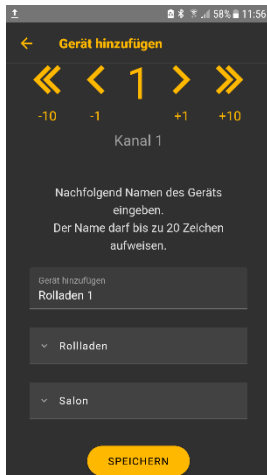 58% 11:56
Gerät hinzufügen
1
-10 -1 +1 +10
Kanal 1
Nachfolgend Namen des Geräts
eingeben.
Der Name darf bis zu 20 Zeichen
aufweisen.
Gerät hinzufügen
Rolladen 1
Rollladen
Salon
SPEICHERN